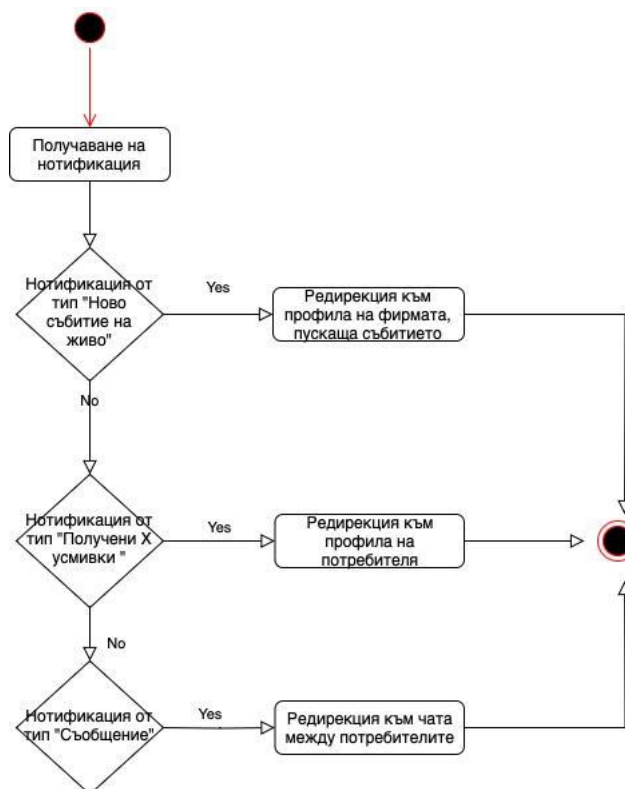 Получаване на
нотификация
Нотификация от
тип "Ново
събитие на
живо"
Yes
Редирекция към
профила на фирмата,
пускаща събитието
No
Нотификация от
тип "Получени X
усмивки "
Yes
Редирекция към
профила на
потребителя
No
Нотификация от
тип "Съобщение"
Yes
Редирекция към чата
между потребителите